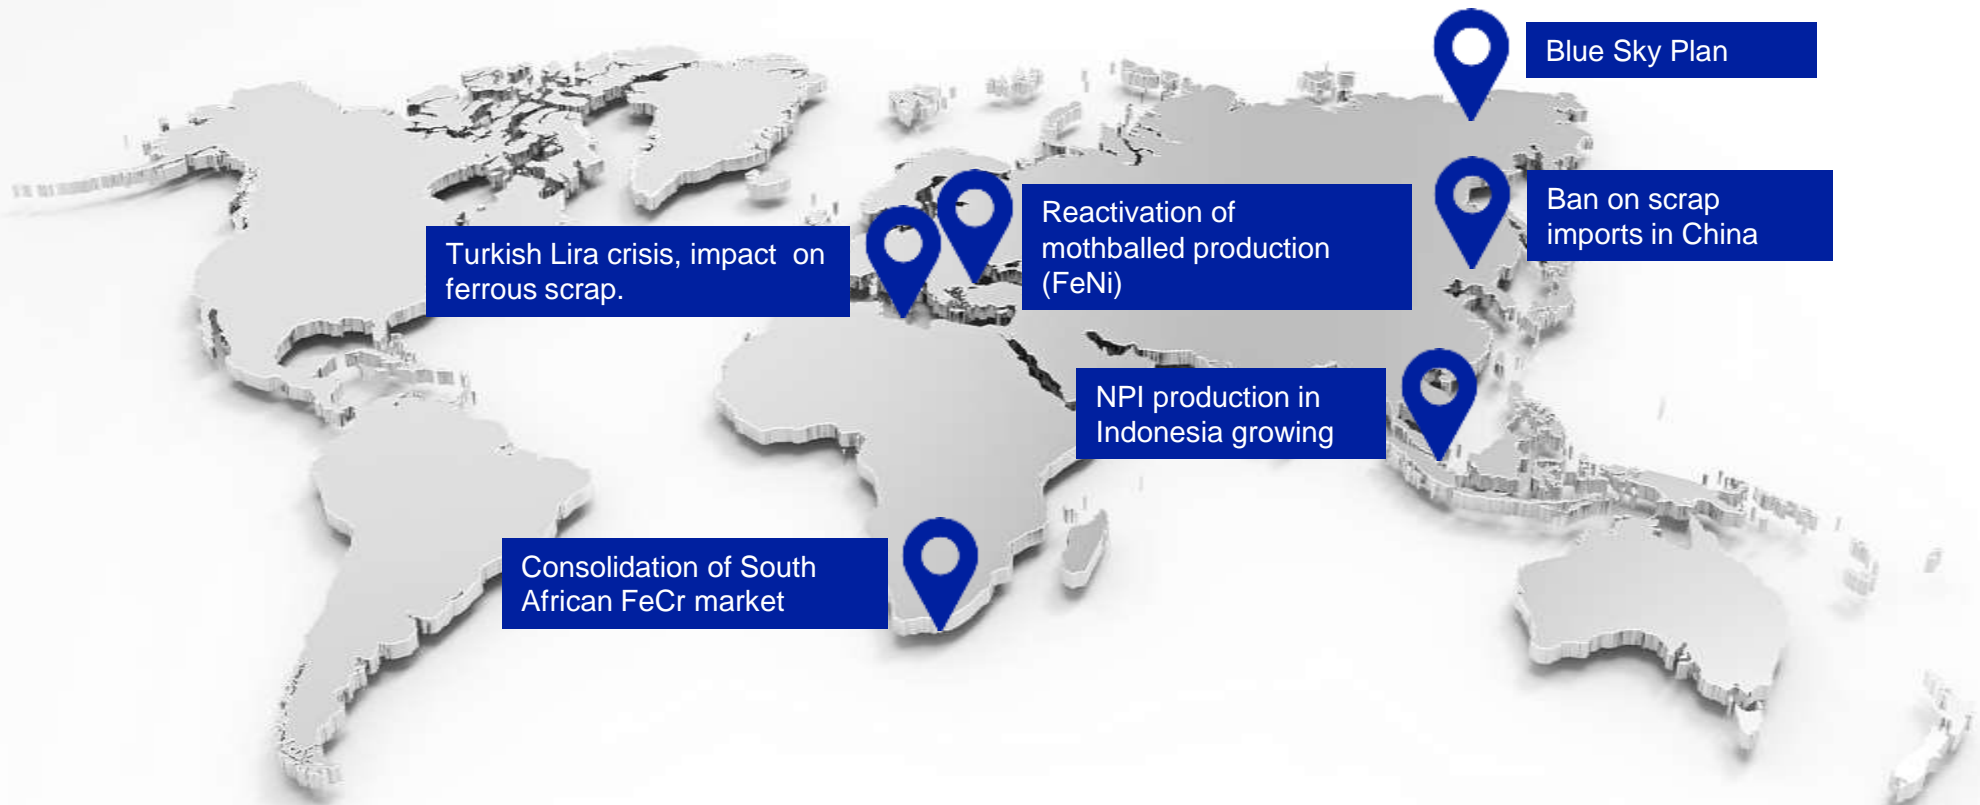 Blue Sky Plan
Ban on scrap
imports in China
Reactivation of
mothballed production
(FeNi)
Turkish Lira crisis, impact  on
ferrous scrap.
NPI production in
Indonesia growing
Consolidation of South
African FeCr market